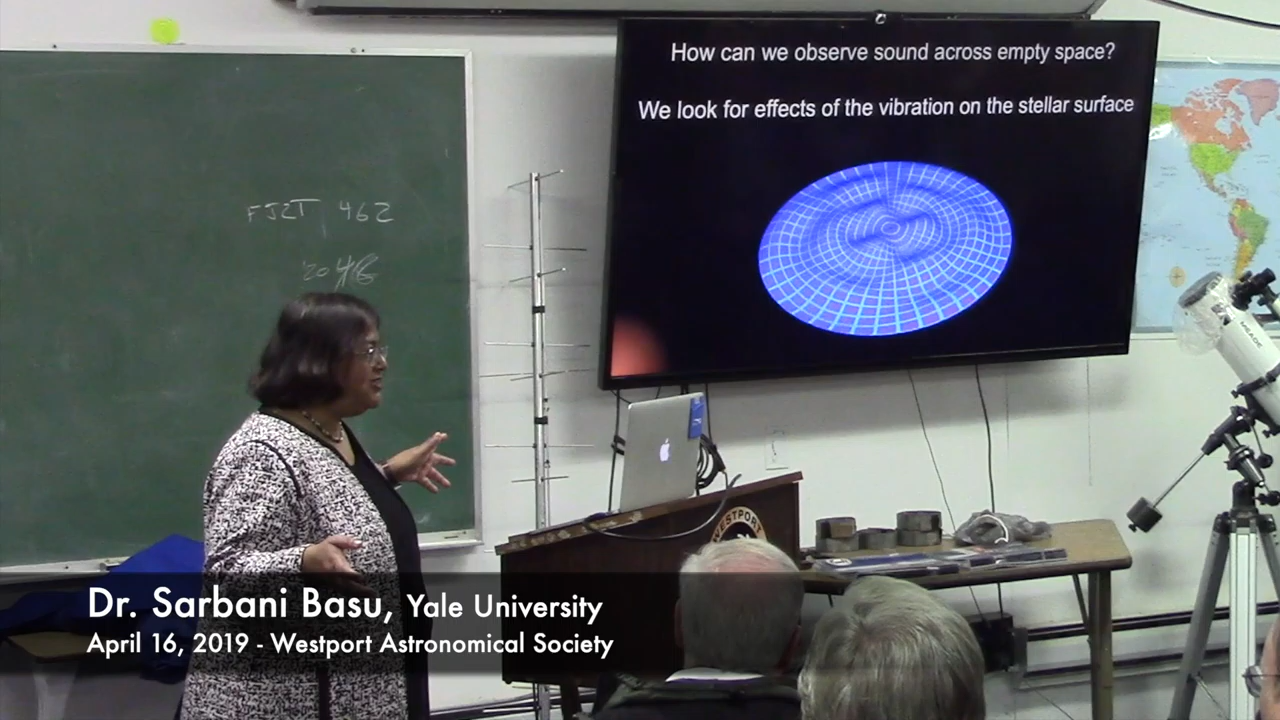 How can we observe sound across empty space?
We look for effects of the vibration on the stellar surface
462
WESTPORT
MEADE
Dr. Sarbani Basu, Yale University
April 16, 2019 - Westport Astronomical Society